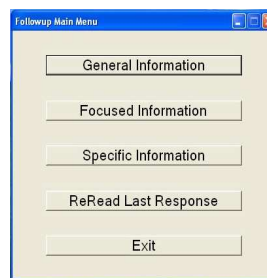 Followup Main Menu
General Information
Focused Information
Specific Information
ReRead Last Response
Exit